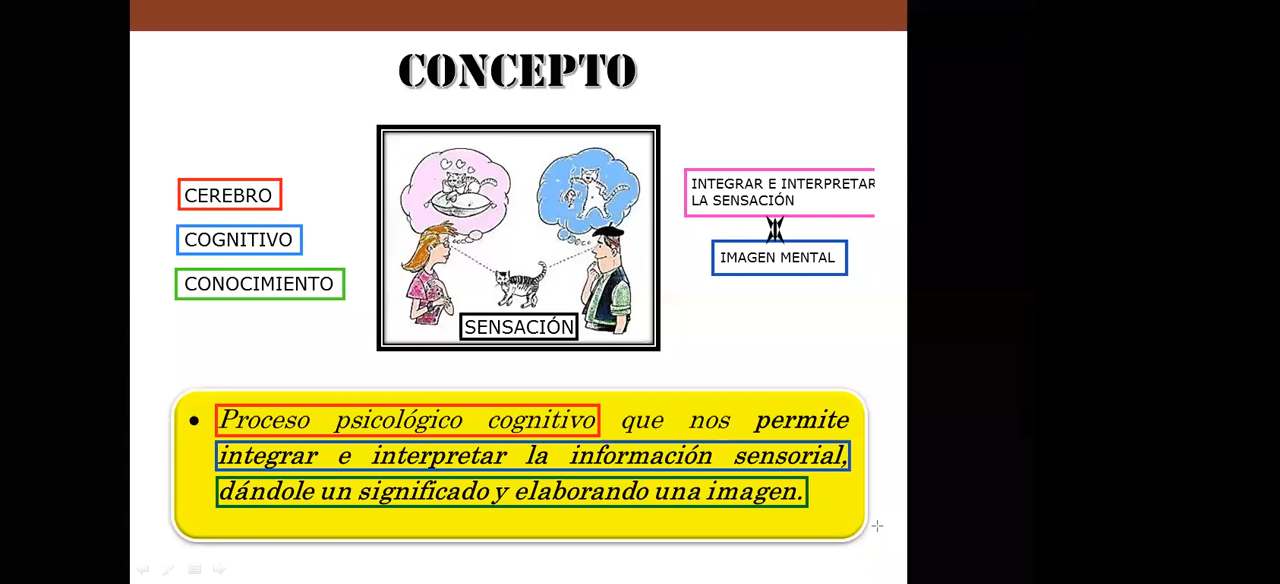 CONCEPTO
CEREBRO
COGNITIVO
CONOCIMIENTO
SENSACIÓN
INTEGRAR E INTERPRETAR
LA SENSACIÓN
IMAGEN MENTAL
• Proceso psicológico cognitivo que nos permite
integrar e interpretar la información sensorial,
dándole un significado y elaborando una imagen.